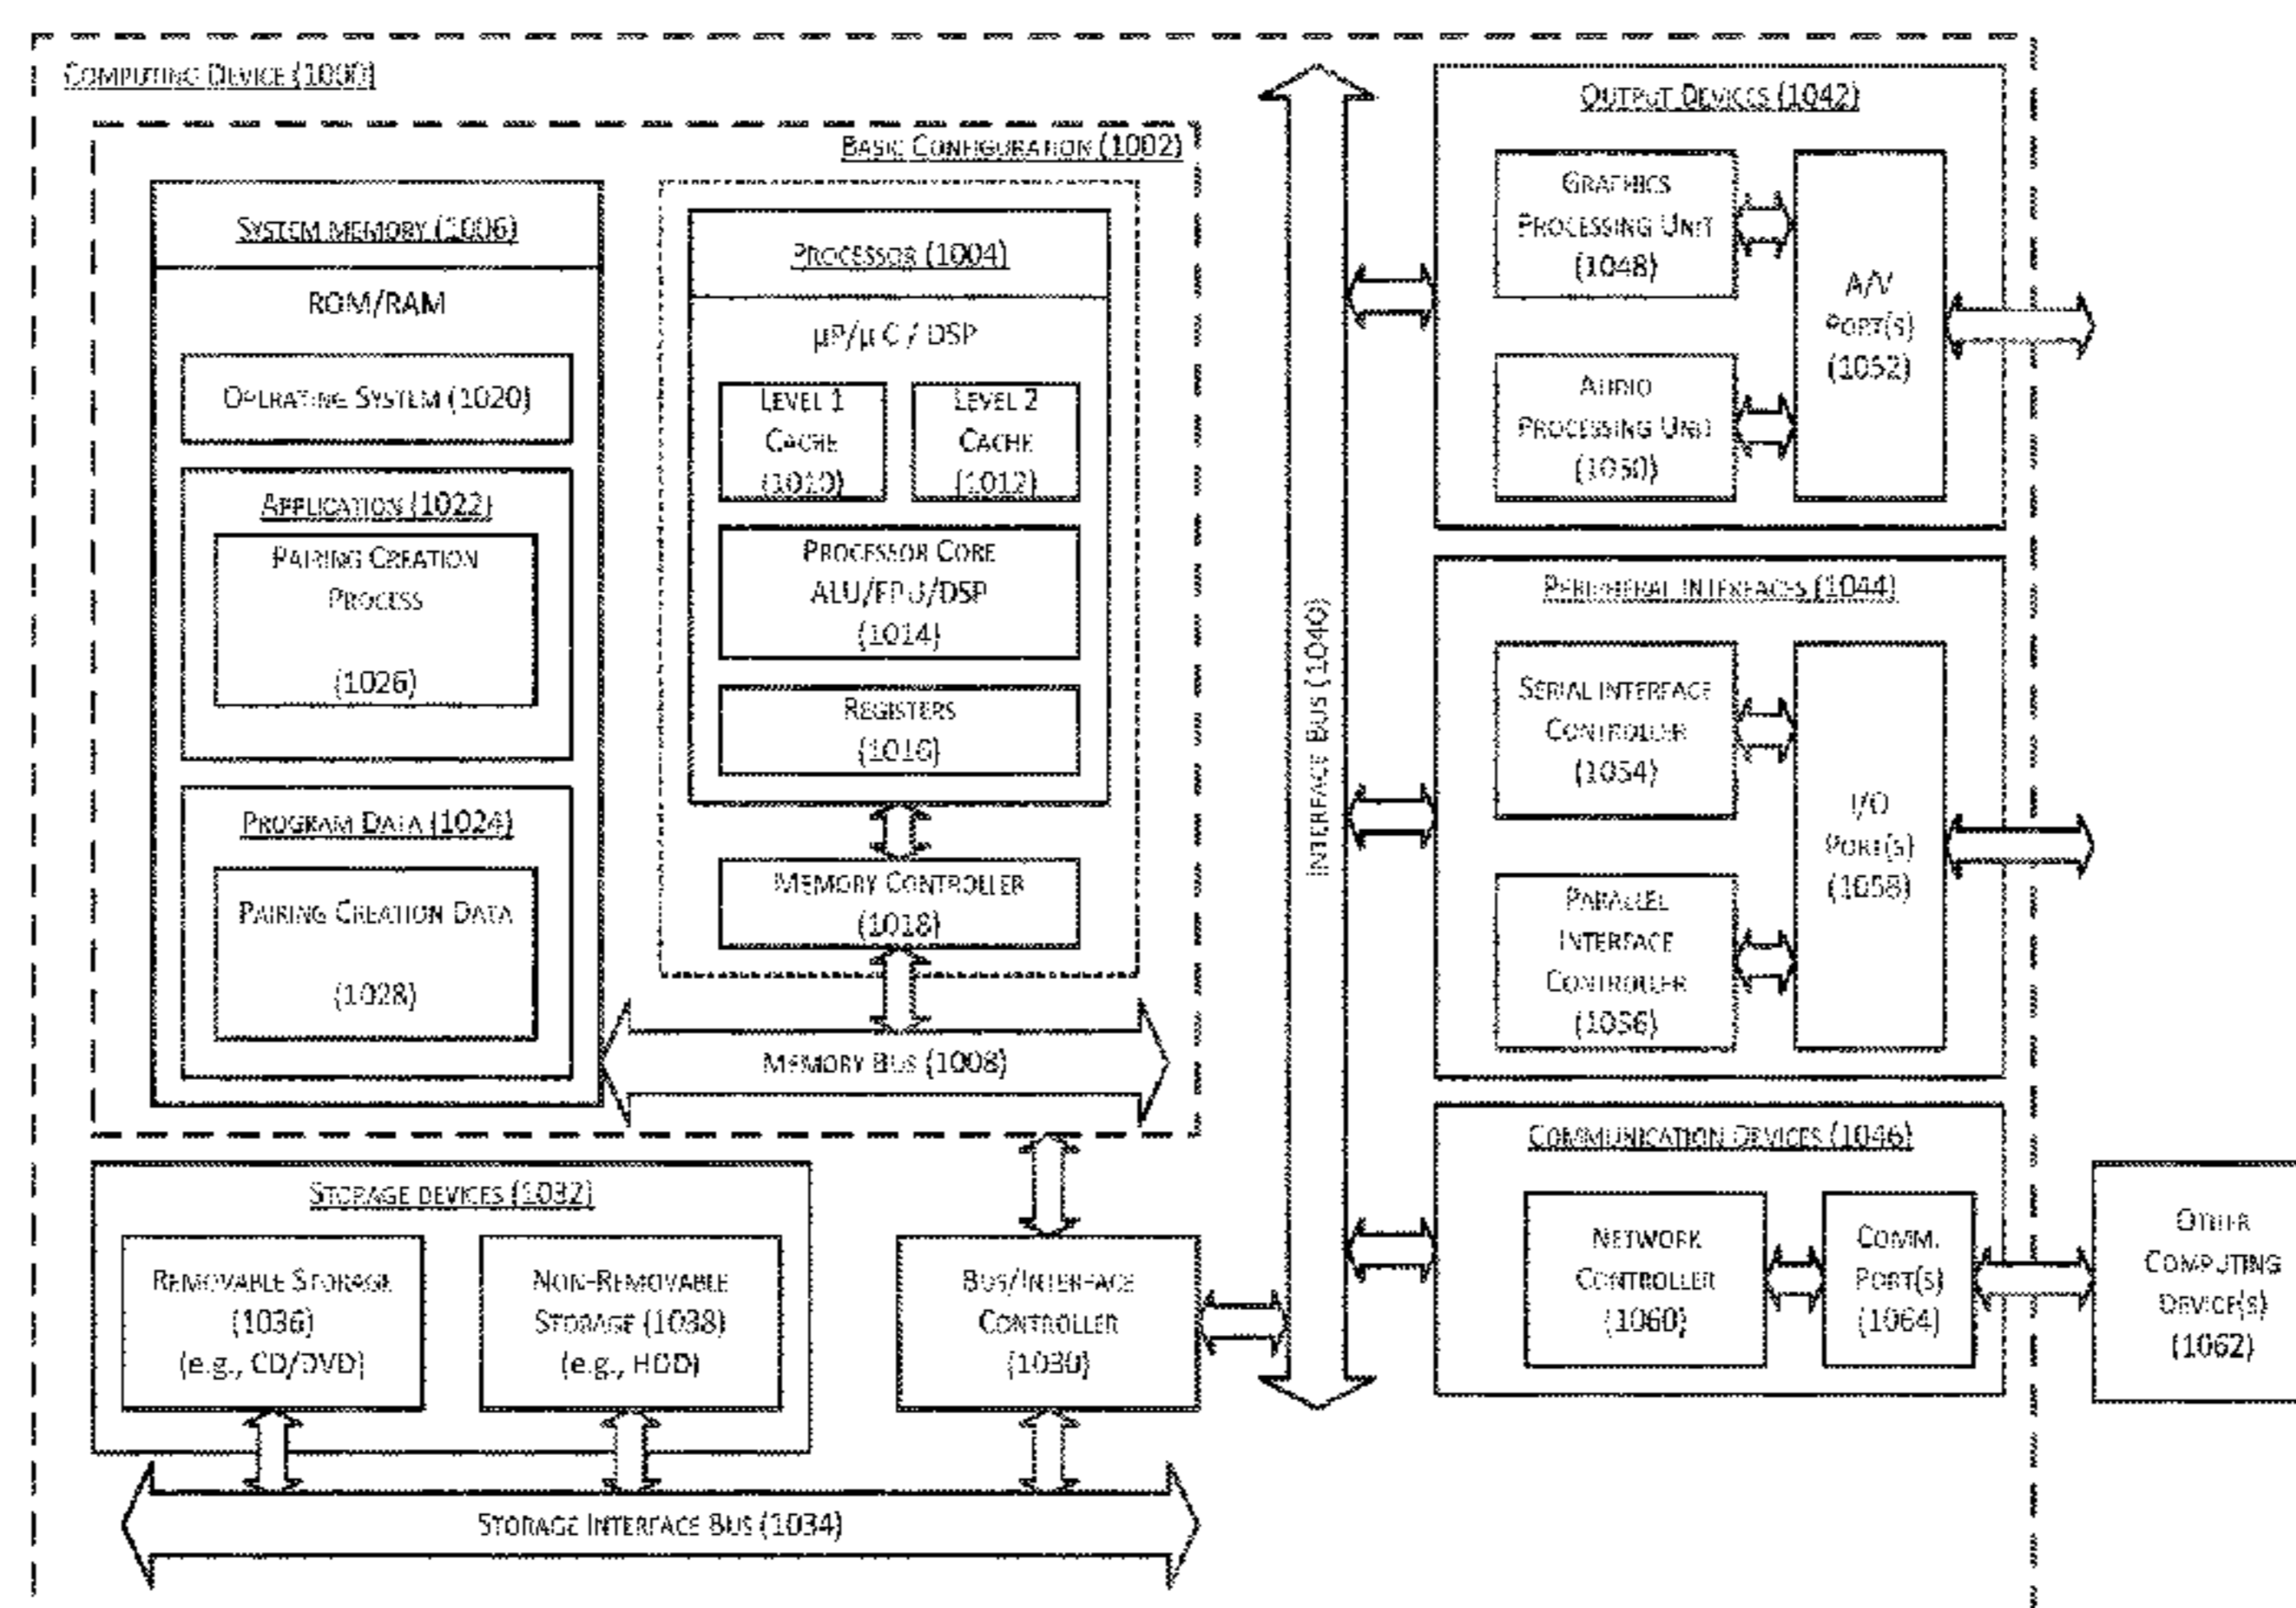 COMPUTING DEVICE (1000)
BASIC CONFIGURATION (1002)
SYSTEM MEMORY (1006)
ROM/RAM
OPERATING SYSTEM (1020)
APPLICATION (1022)
PAIRING CREATION
PROCESS
(1026)
PROGRAM DATA (1024)
PAIRING CREATION DATA
(1028)
PROCESSOR (1004)
µP/µC / DSP
LEVEL 1
CACHE
(1010)
LEVEL 2
CACHE
(1012)
PROCESSOR CORE
ALU/FPU/DSP
(1014)
REGISTERS
(1016)
MEMORY CONTROLLER
(1018)
MEMORY BUS (1008)
STORAGE DEVICES (1032)
REMOVABLE STORAGE
(1036)
(e.g., CD/DVD)
NON-REMOVABLE
STORAGE (1038)
(e.g., HDD)
BUS/INTERFACE
CONTROLLER
(1030)
STORAGE INTERFACE BUS (1034)
INTERFACE BUS (1040)
OUTPUT DEVICES (1042)
GRAPHICS
PROCESSING UNIT
(1048)
AUDIO
PROCESSING UNIT
(1050)
A/V
PORT(S)
(1052)
PERIPHERAL INTERFACES (1044)
SERIAL INTERFACE
CONTROLLER
(1054)
PARALLEL
INTERFACE
CONTROLLER
(1056)
I/O
PORT(S)
(1058)
COMMUNICATION DEVICES (1046)
NETWORK
CONTROLLER
(1060)
COMM.
PORT(S)
(1064)
OTHER
COMPUTING
DEVICE(S)
(1062)